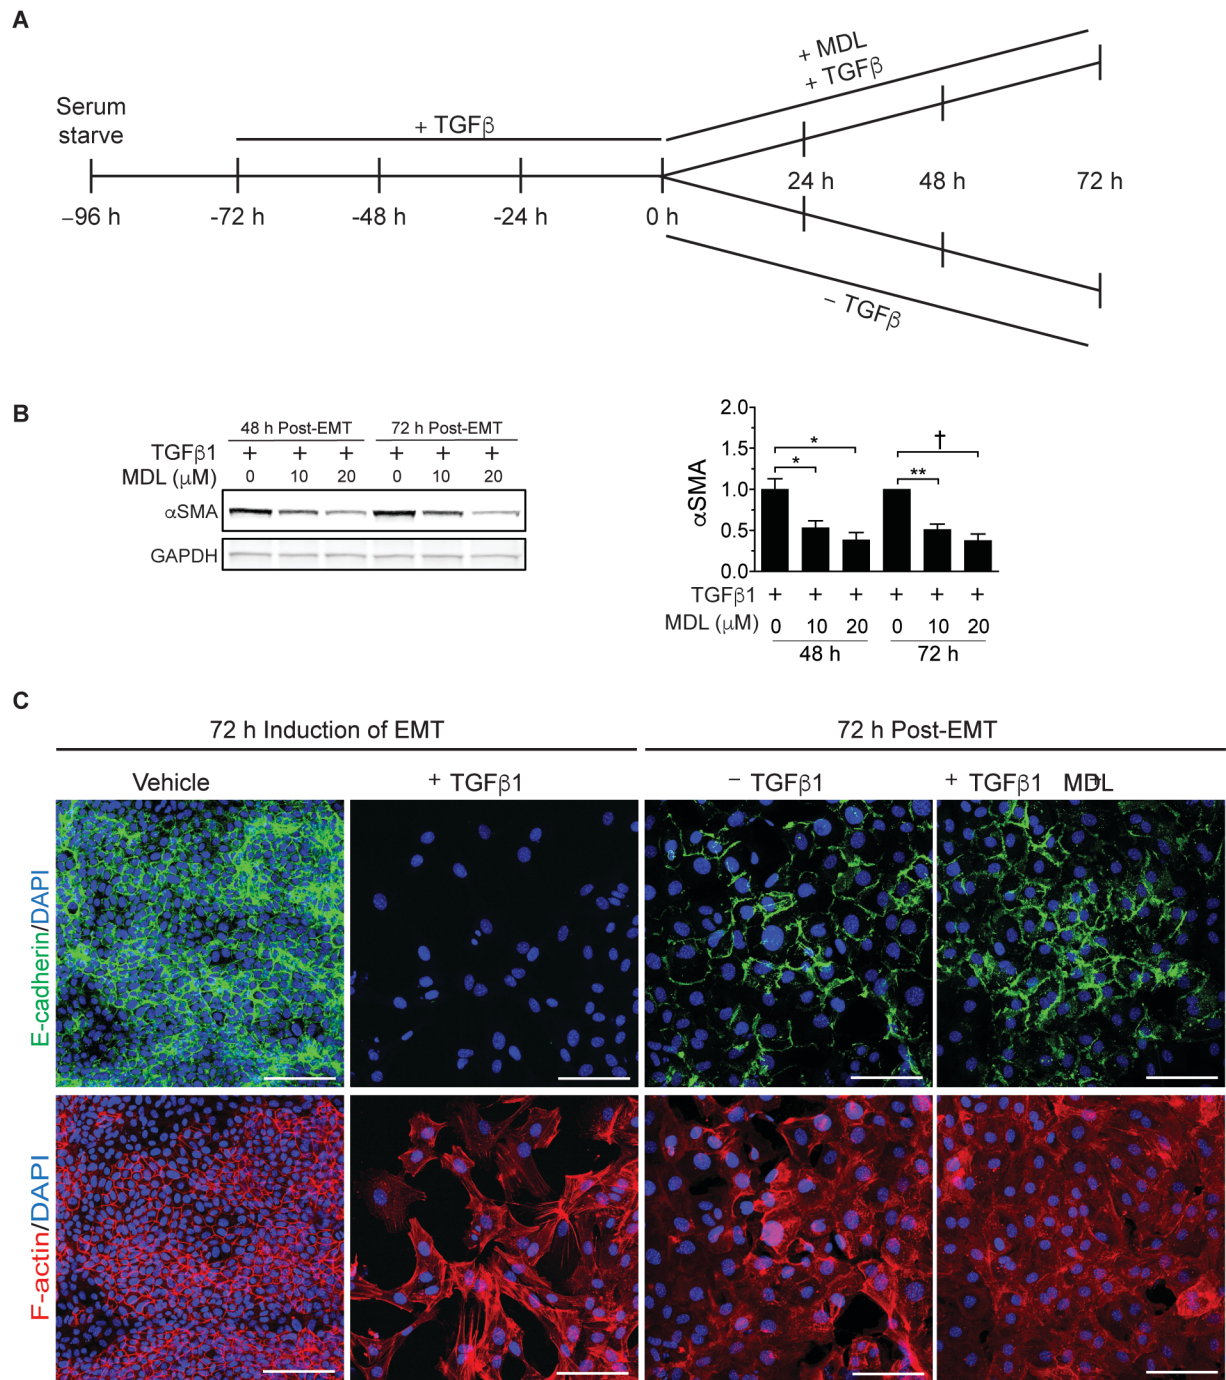 A
+ MDL
+ TGFβ
Serum
starve
+ TGFβ
–96 h
-72 h
-48 h
-24 h
0 h
24 h
48 h
72 h
– TGFβ
B
48 h Post-EMT 72 h Post-EMT
TGFβ1 + + + + + +
MDL (μM) 0 10 20 0 10 20
αSMA
GAPDH
αSMA
2.0
1.5
1.0
0.5
0.0
* * ** †
TGFβ1 + + + + + +
MDL (μM) 0 10 20 0 10 20
48 h 72 h
C
72 h Induction of EMT 72 h Post-EMT
Vehicle + TGFβ1 – TGFβ1 + TGFβ1 + MDL
E-cadherin/DAPI
F-actin/DAPI